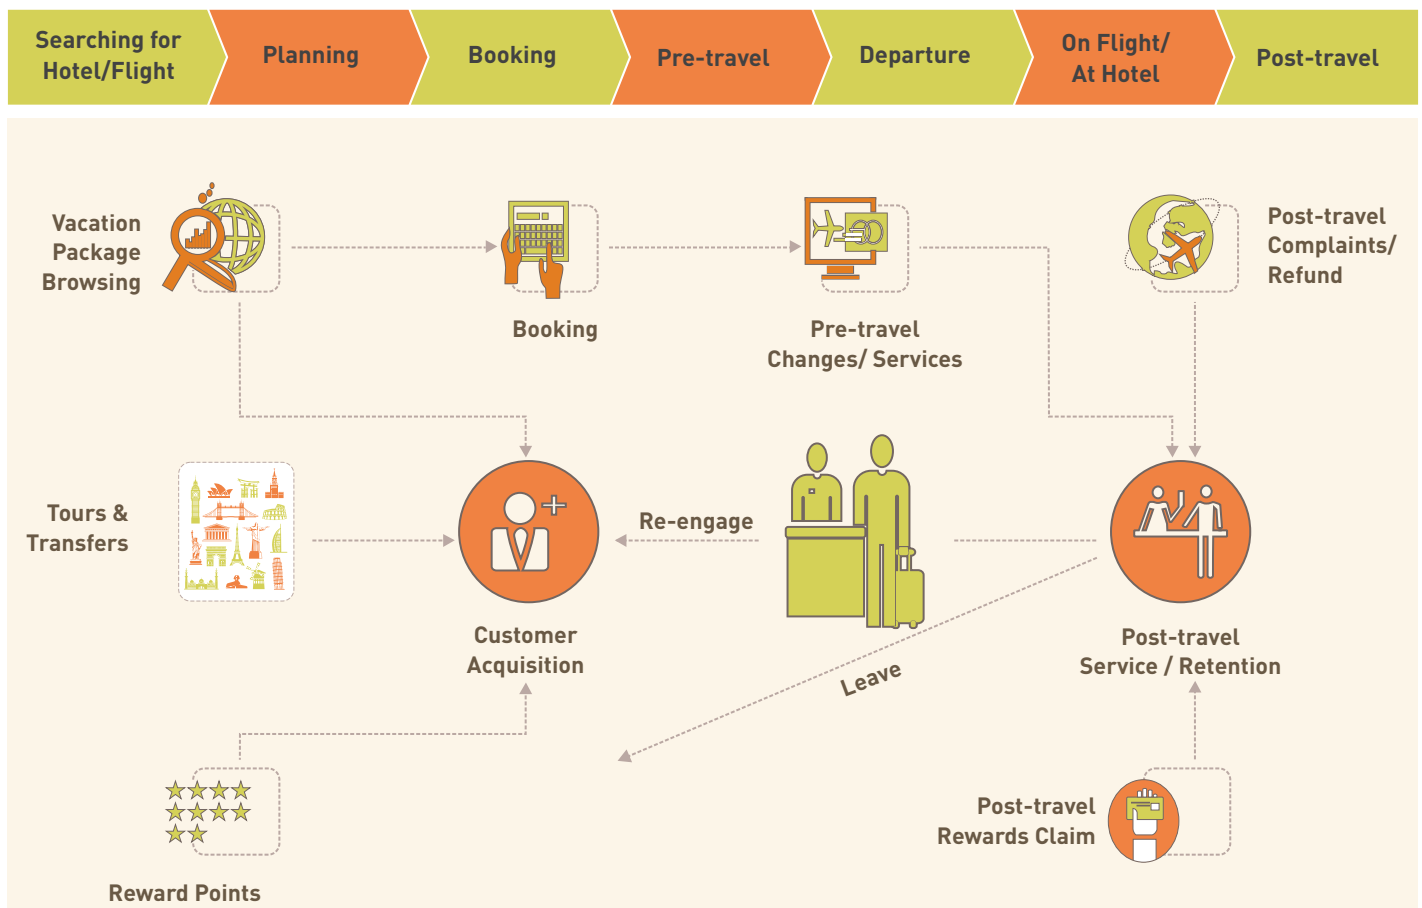 Searching for
Hotel/Flight
Planning
Booking
Pre-travel
Departure
On Flight/
At Hotel
Post-travel
Vacation
Package
Browsing
Booking
Pre-travel
Changes/ Services
Post-travel
Complaints/
Refund
Tours &
Transfers
Re-engage
Customer
Acquisition
Leave
Post-travel
Service / Retention
Reward Points
Post-travel
Rewards Claim